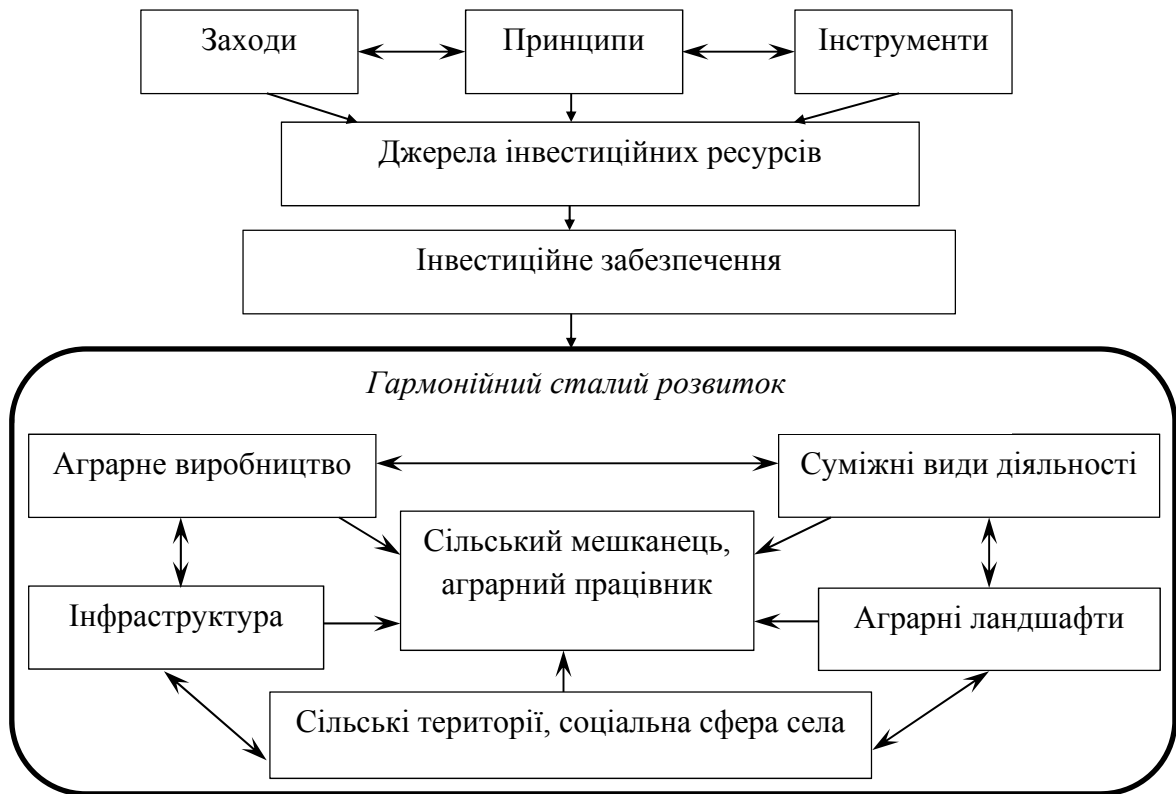 Заходи
Принципи
Інструменти
Джерела інвестиційних ресурсів
Інвестиційне забезпечення
Гармонійний сталий розвиток
Аграрне виробництво
Суміжні види діяльності
Сільський мешканець,
аграрний працівник
Інфраструктура
Аграрні ландшафти
Сільські території, соціальна сфера села